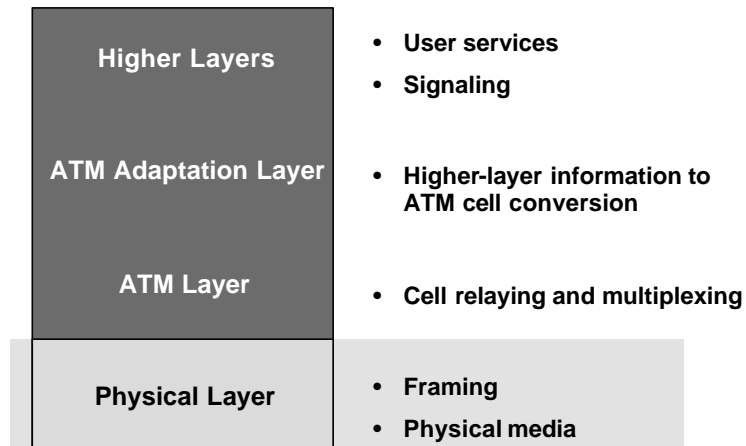 Higher Layers
• User services
• Signaling
ATM Adaptation Layer
• Higher-layer information to
ATM cell conversion
ATM Layer
• Cell relaying and multiplexing
Physical Layer
• Framing
• Physical media